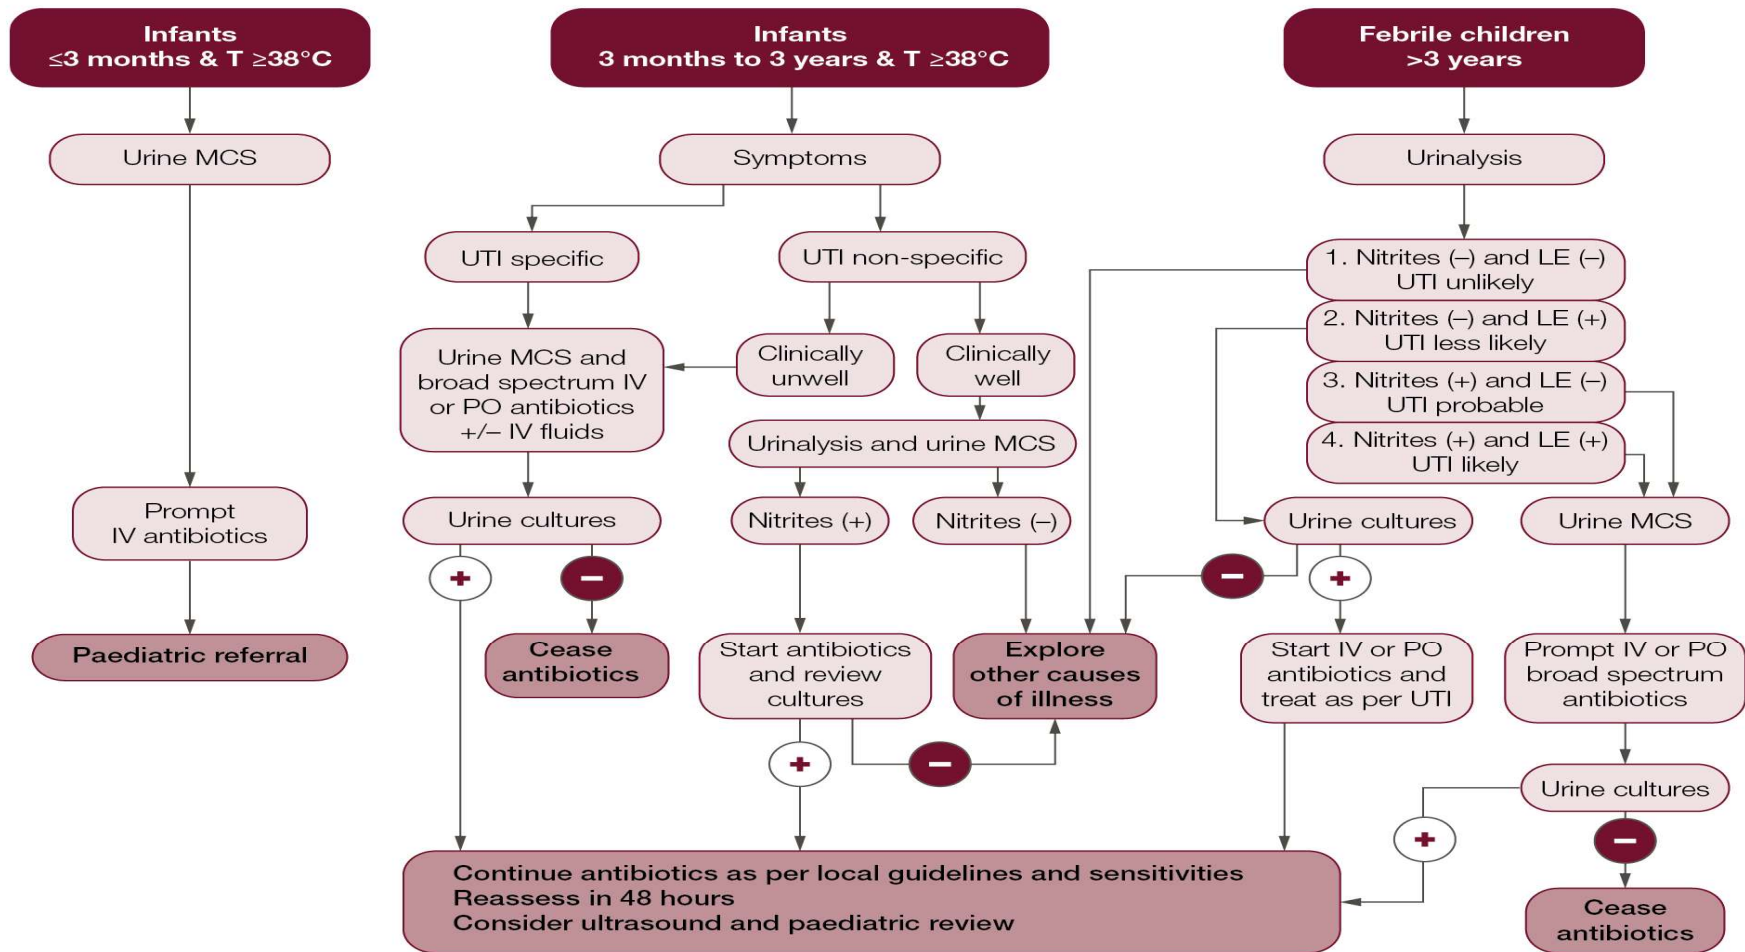 Infants
≤3 months & T ≥38°C
Urine MCS
Prompt
IV antibiotics
Paediatric referral
Infants
3 months to 3 years & T ≥38°C
Symptoms
UTI specific
UTI non-specific
Urine MCS and
broad spectrum IV
or PO antibiotics
+/– IV fluids
Clinically
unwell
Clinically
well
Urinalysis and urine MCS
Urine cultures
Nitrites (+)
Nitrites (–)
+
–
Cease
antibiotics
Start antibiotics
and review
cultures
Explore
other causes
of illness
+
–
Febrile children
>3 years
Urinalysis
1. Nitrites (–) and LE (–)
UTI unlikely
2. Nitrites (–) and LE (+)
UTI less likely
3. Nitrites (+) and LE (–)
UTI probable
4. Nitrites (+) and LE (+)
UTI likely
Urine cultures
Urine MCS
–
+
Start IV or PO
antibiotics and
treat as per UTI
Prompt IV or PO
broad spectrum
antibiotics
Urine cultures
+
–
Continue antibiotics as per local guidelines and sensitivities
Reassess in 48 hours
Consider ultrasound and paediatric review
Cease
antibiotics